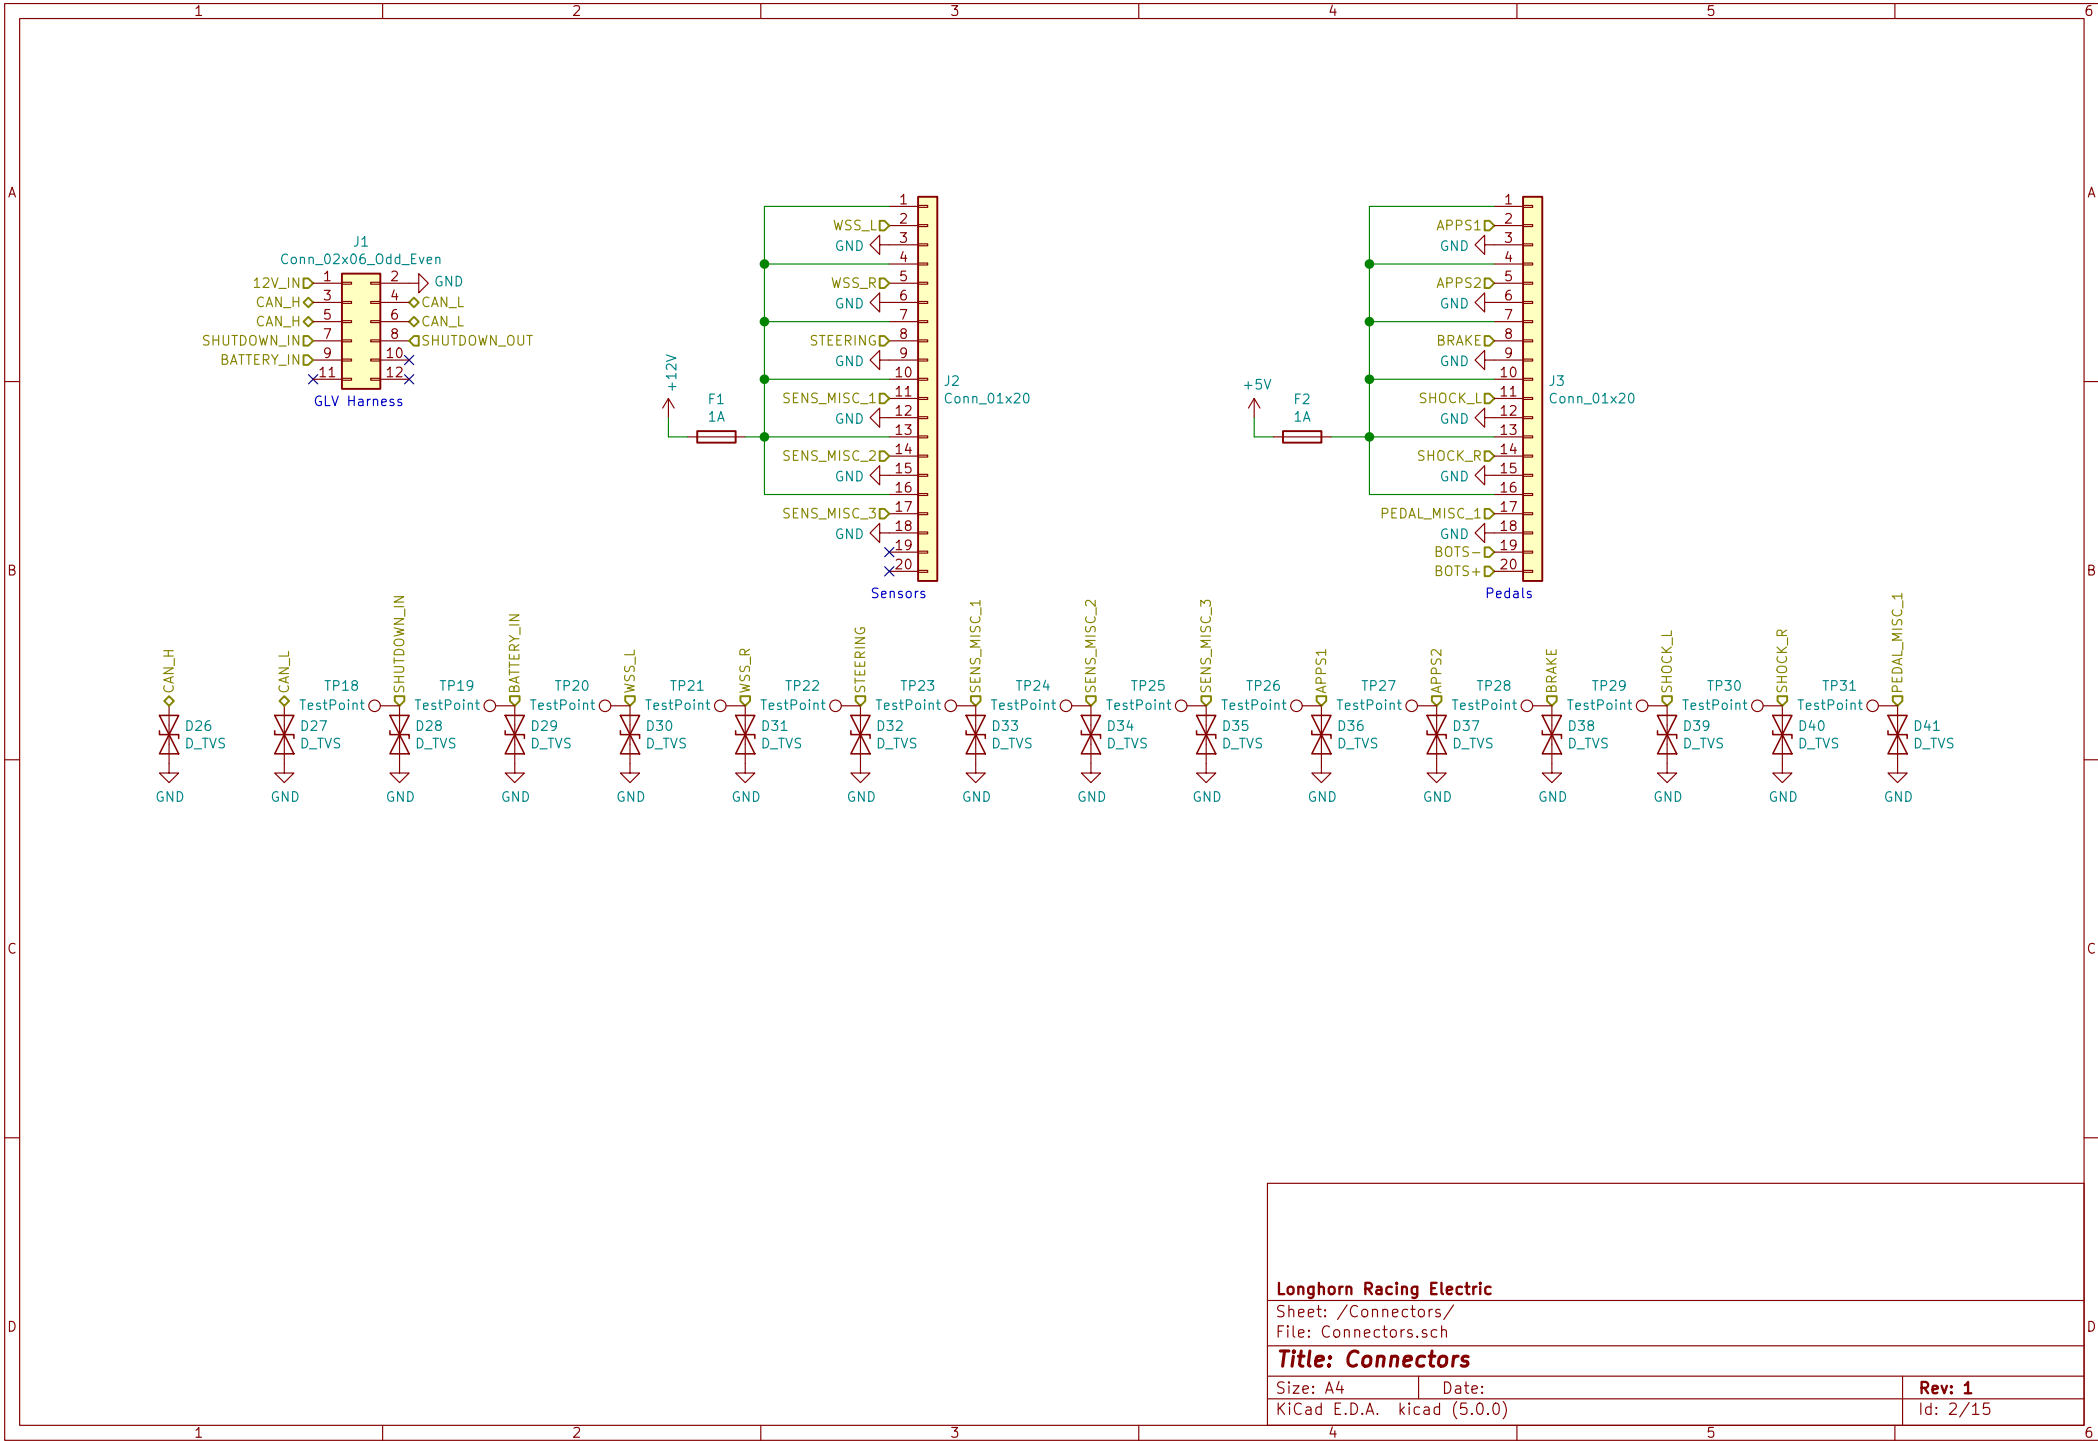 1 2 3 4 5 6
A A
J1
Conn_02x06_Odd_Even
12V_IN 1 2 GND
CAN_H 3 4 CAN_L
CAN_H 5 6 CAN_L
SHUTDOWN_IN 7 8 SHUTDOWN_OUT
BATTERY_IN 9 10
11 12
GLV Harness
+12V
F1
1A
1
WSS_L 2
GND 3
4
WSS_R 5
GND 6
7
STEERING 8
GND 9
10
SENS_MISC_1 11
GND 12
13
SENS_MISC_2 14
GND 15
16
SENS_MISC_3 17
GND 18
19
20
J2
Conn_01x20
Sensors
+5V
F2
1A
1
APPS1 2
GND 3
4
APPS2 5
GND 6
7
BRAKE 8
GND 9
10
SHOCK_L 11
GND 12
13
SHOCK_R 14
GND 15
16
PEDAL_MISC_1 17
GND 18
BOTS- 19
BOTS+ 20
J3
Conn_01x20
Pedals
B B
CAN_H CAN_L SHUTDOWN_IN BATTERY_IN WSS_L WSS_R STEERING SENS_MISC_1 SENS_MISC_2 SENS_MISC_3 APPS1 APPS2 BRAKE SHOCK_L SHOCK_R PEDAL_MISC_1
TP18 TP19 TP20 TP21 TP22 TP23 TP24 TP25 TP26 TP27 TP28 TP29 TP30 TP31
TestPoint TestPoint TestPoint TestPoint TestPoint TestPoint TestPoint TestPoint TestPoint TestPoint TestPoint TestPoint TestPoint TestPoint
D26 D27 D28 D29 D30 D31 D32 D33 D34 D35 D36 D37 D38 D39 D40 D41
D_TVS D_TVS D_TVS D_TVS D_TVS D_TVS D_TVS D_TVS D_TVS D_TVS D_TVS D_TVS D_TVS D_TVS D_TVS D_TVS
GND GND GND GND GND GND GND GND GND GND GND GND GND GND GND GND
C C
D D
Longhorn Racing Electric
Sheet: /Connectors/
File: Connectors.sch
Title: Connectors
Size: A4 Date: Rev: 1
KiCad E.D.A. kicad (5.0.0) Id: 2/15
1 2 3 4 5 6